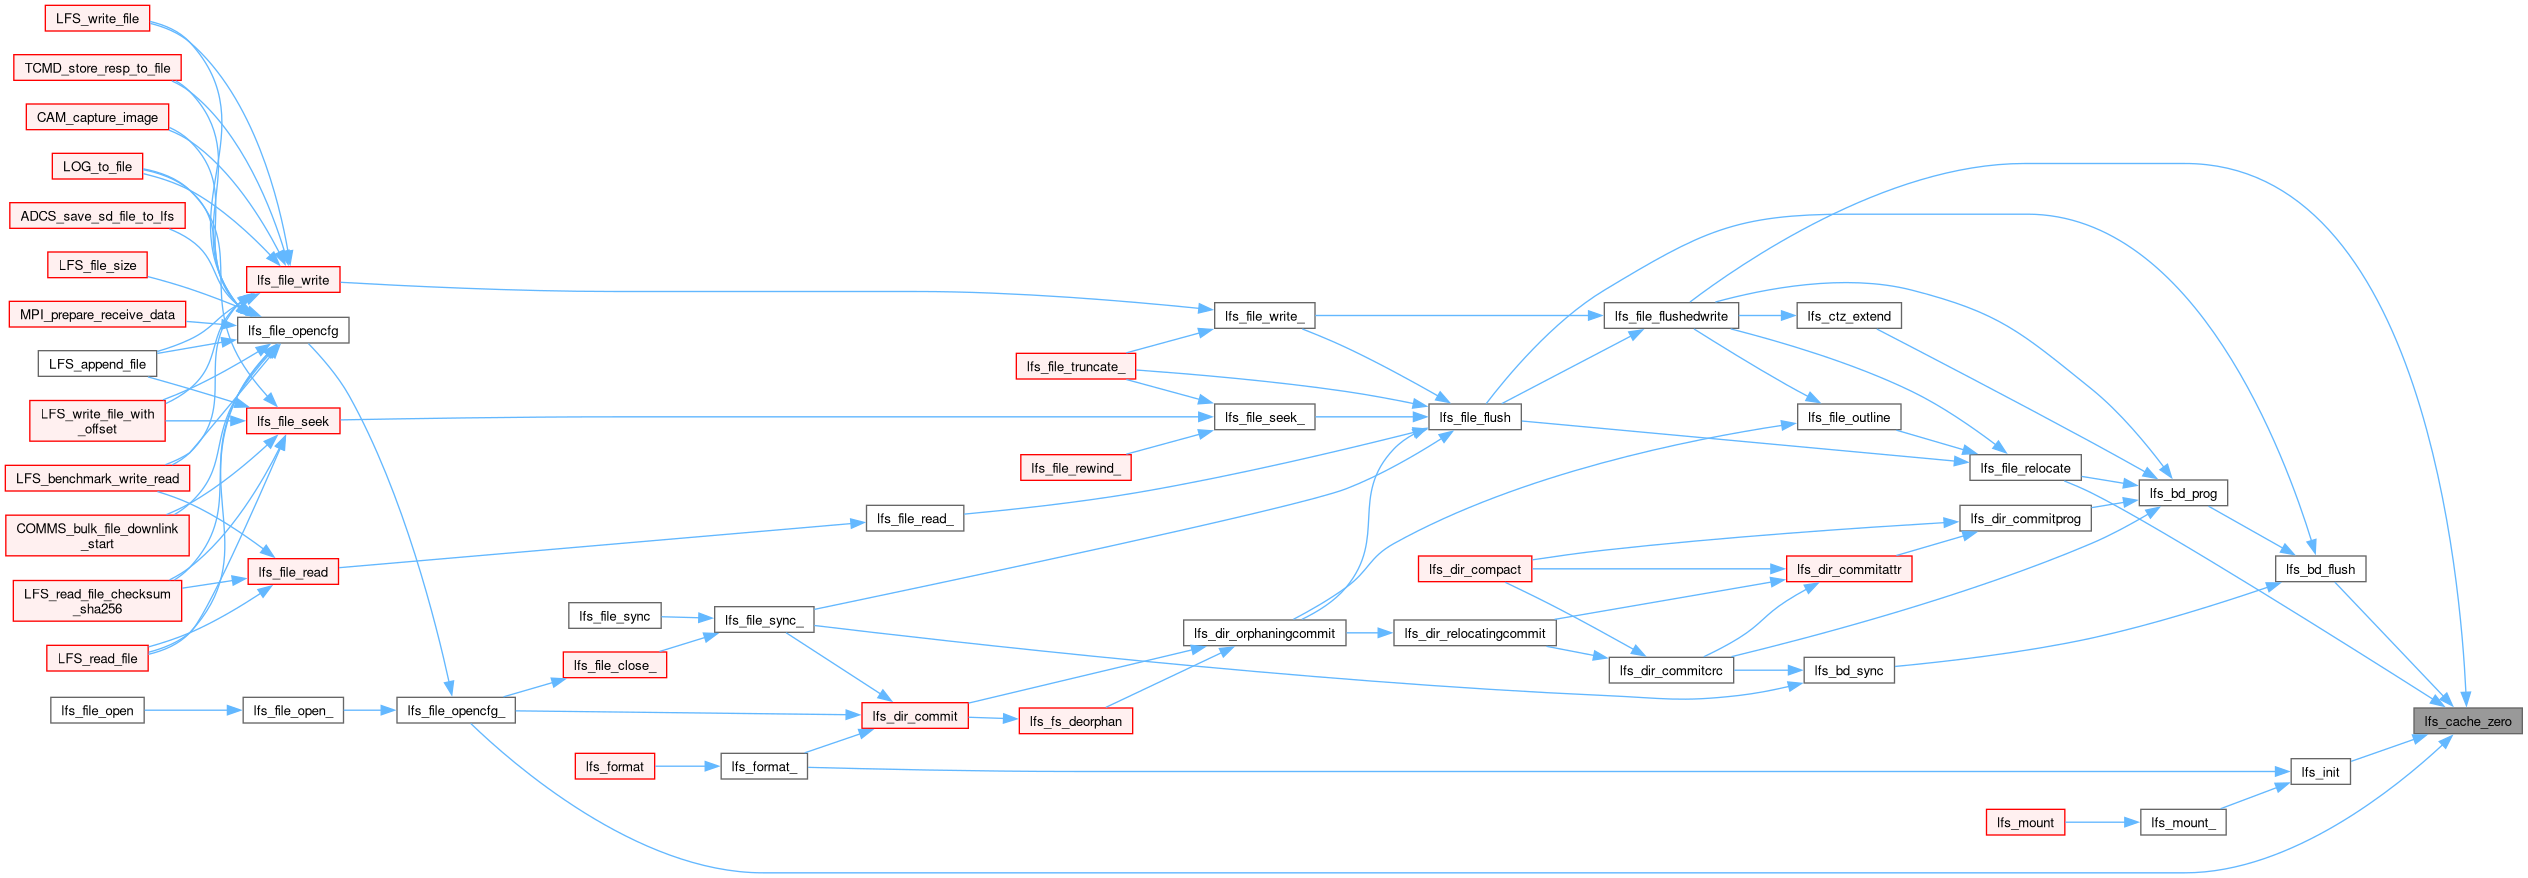 LFS_write_file
TCMD_store_resp_to_file
CAM_capture_image
LOG_to_file
ADCS_save_sd_file_to_lfs
LFS_file_size
MPI_prepare_receive_data
LFS_append_file
LFS_write_file_with
_offset
LFS_benchmark_write_read
COMMS_bulk_file_downlink
_start
LFS_read_file_checksum
_sha256
LFS_read_file
lfs_file_open
lfs_file_write
lfs_file_opencfg
lfs_file_seek
lfs_file_read
lfs_file_open_
lfs_file_opencfg_
lfs_file_sync
lfs_file_close_
lfs_format
lfs_file_sync_
lfs_format_
lfs_file_read_
lfs_dir_commit
lfs_file_truncate_
lfs_file_rewind_
lfs_fs_deorphan
lfs_file_write_
lfs_file_seek_
lfs_dir_orphaningcommit
lfs_file_flush
lfs_dir_compact
lfs_dir_relocatingcommit
lfs_file_flushedwrite
lfs_dir_commitcrc
lfs_ctz_extend
lfs_file_outline
lfs_dir_commitattr
lfs_bd_sync
lfs_file_relocate
lfs_dir_commitprog
lfs_mount
lfs_bd_prog
lfs_mount_
lfs_bd_flush
lfs_init
lfs_cache_zero